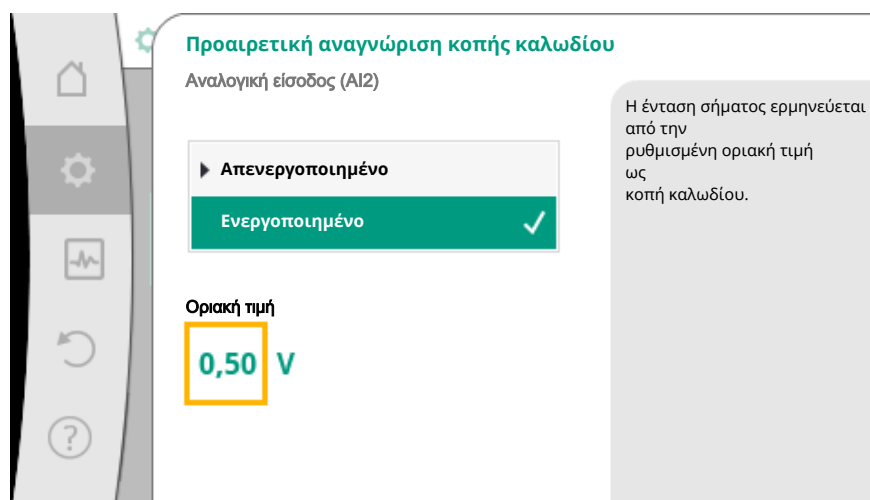 Προαιρετική αναγνώριση κοπής καλωδίου
Αναλογική είσοδος (AI2)
Απενεργοποιημένο
Ενεργοποιημένο
Οριακή τιμή
0,50 V
Η ένταση σήματος ερμηνεύεται
από την
ρυθμισμένη οριακή τιμή
ως
κοπή καλωδίου.
?